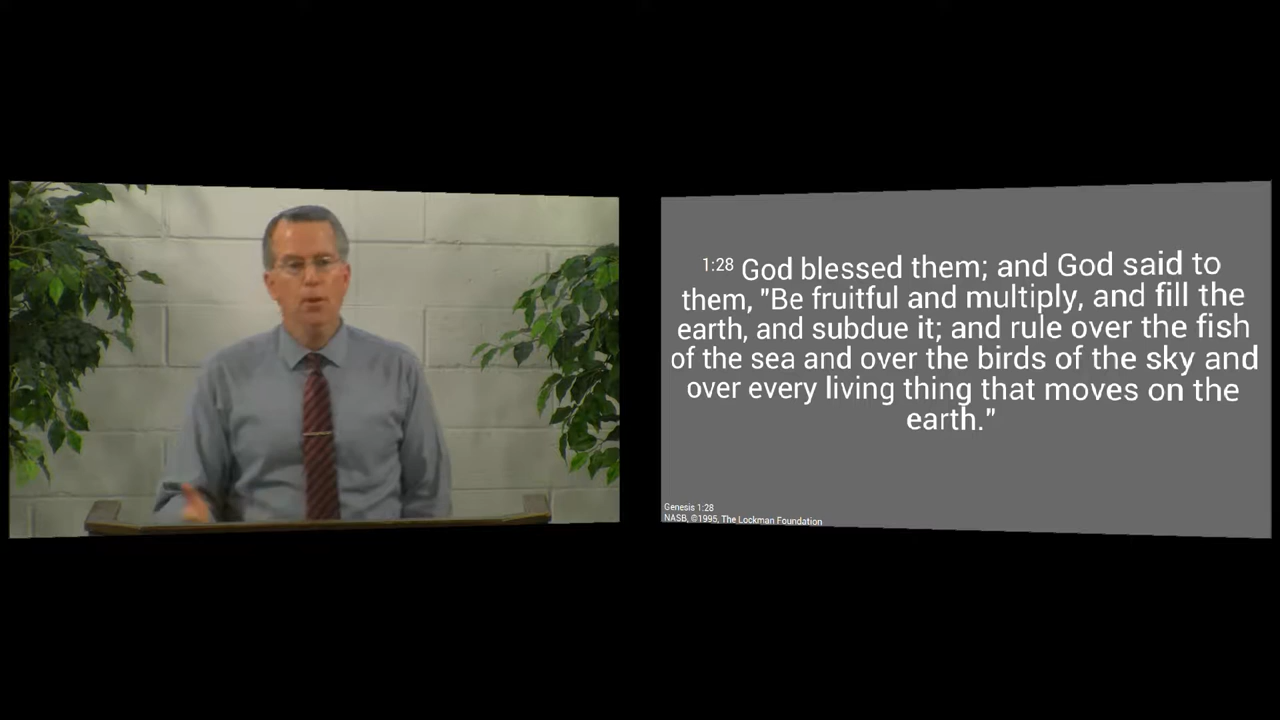 1:28 God blessed them; and God said to
them, "Be fruitful and multiply, and fill the
earth, and subdue it; and rule over the fish
of the sea and over the birds of the sky and
over every living thing that moves on the
earth."
Genesis 1:28
NASB, ©1995, The Lockman Foundation